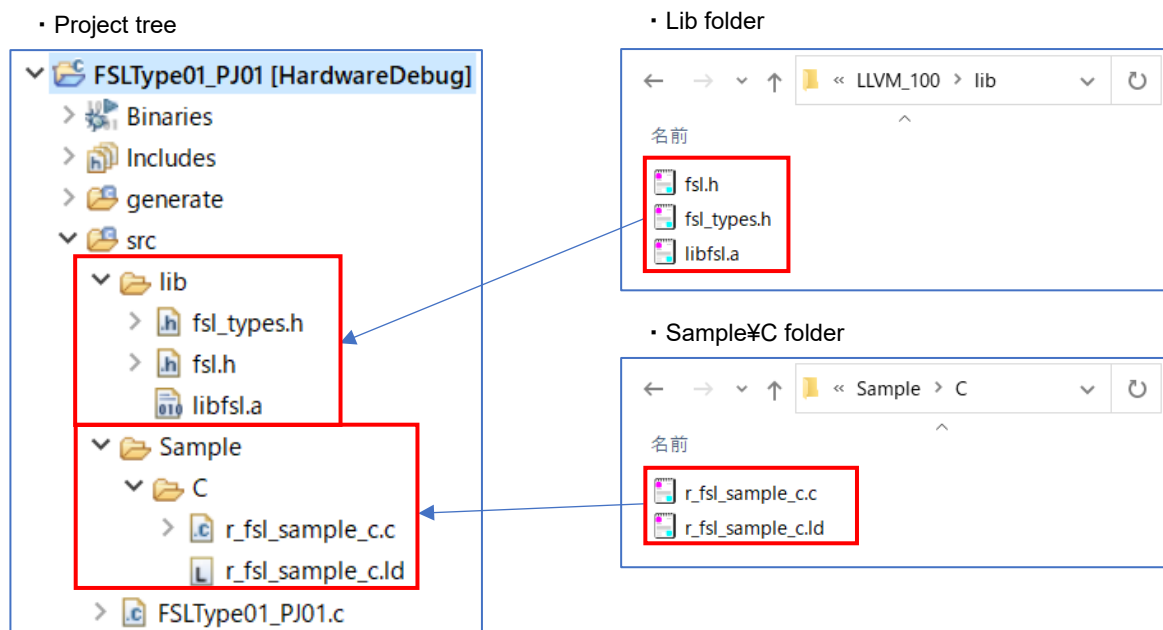 ・Project tree
FSLType01_PJ01 [HardwareDebug]
Binaries
Includes
generate
src
lib
fsl_types.h
fsl.h
libfsl.a
Sample
C
r_fsl_sample_c.c
r_fsl_sample_c.ld
FSLType01_PJ01.c
・Lib folder
« LLVM_100 > lib
名前
fsl.h
fsl_types.h
libfsl.a
・Sample¥C folder
« Sample > C
名前
r_fsl_sample_c.c
r_fsl_sample_c.ld